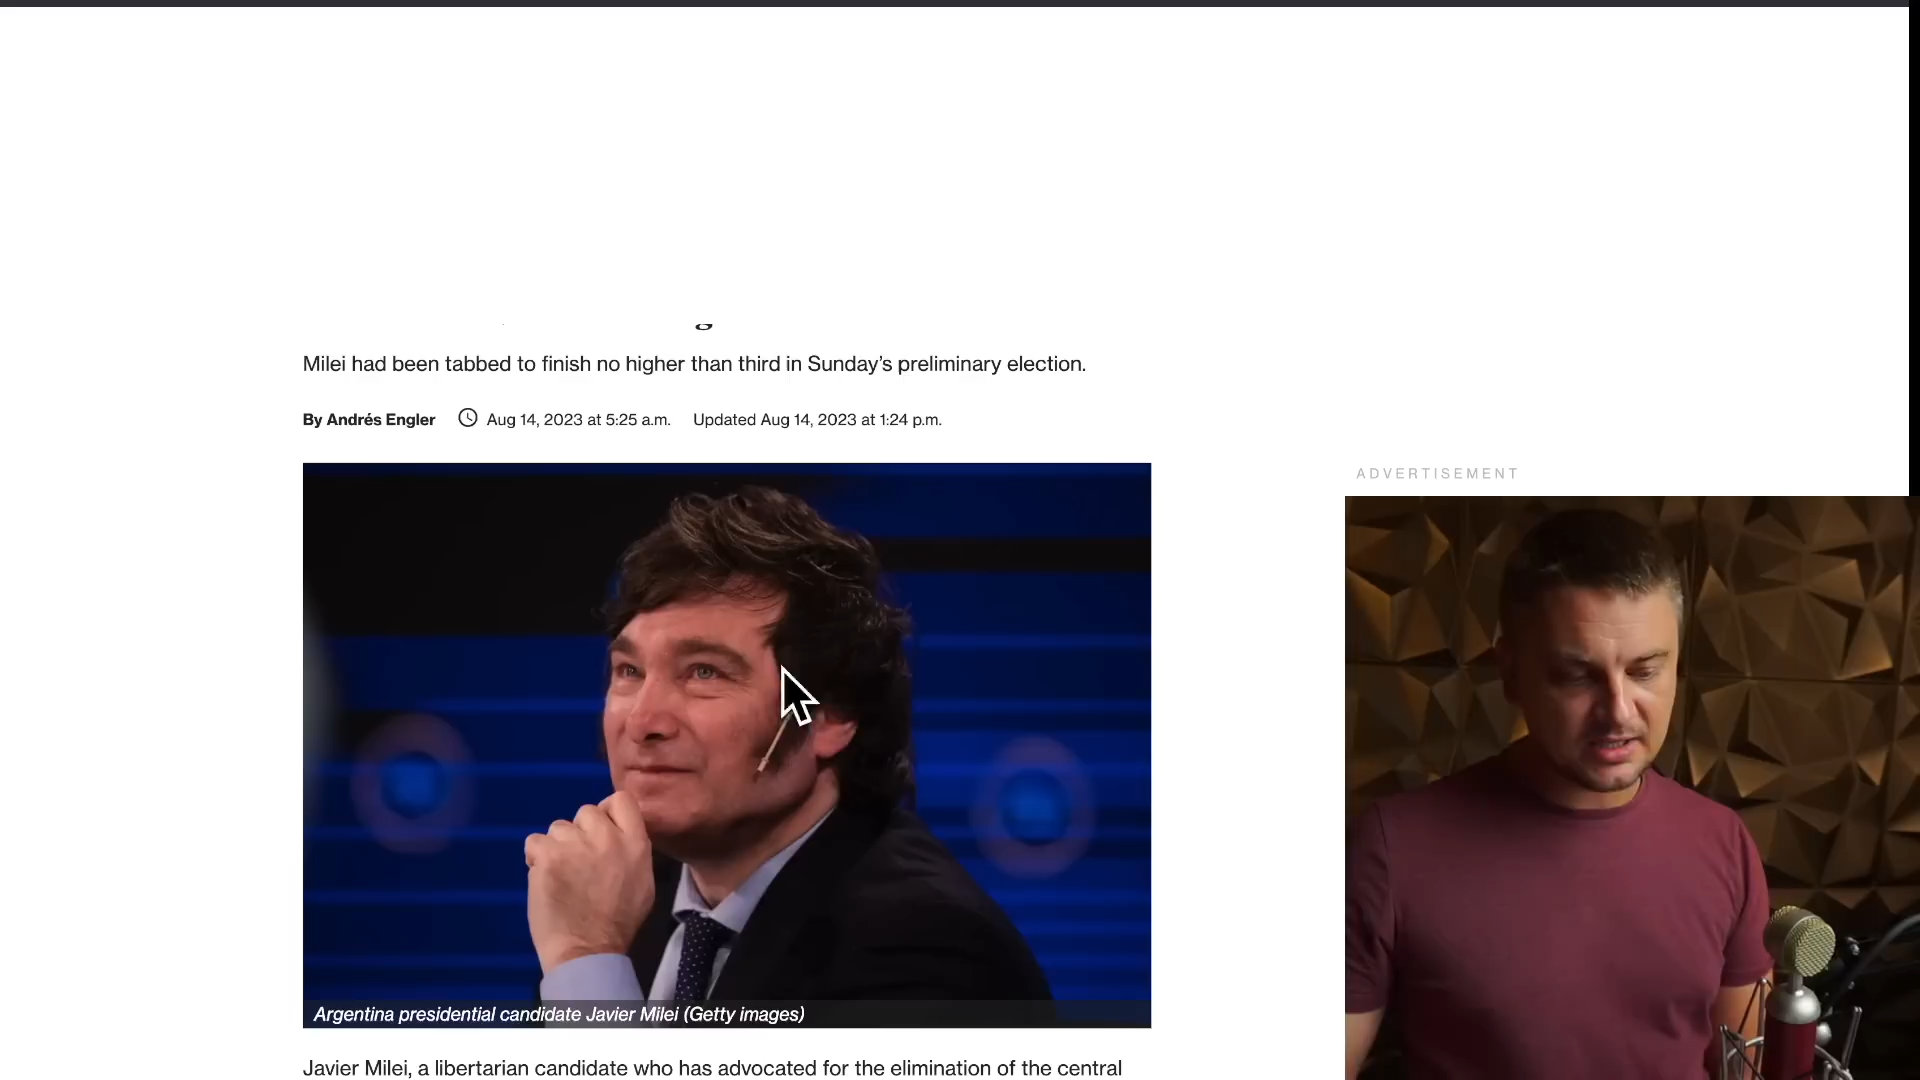 Milei had been tabbed to finish no higher than third in Sunday’s preliminary election.
By Andrés Engler Aug 14, 2023 at 5:25 a.m. Updated Aug 14, 2023 at 1:24 p.m.
ADVERTISEMENT
Argentina presidential candidate Javier Milei (Getty images)
Javier Milei, a libertarian candidate who has advocated for the elimination of the central